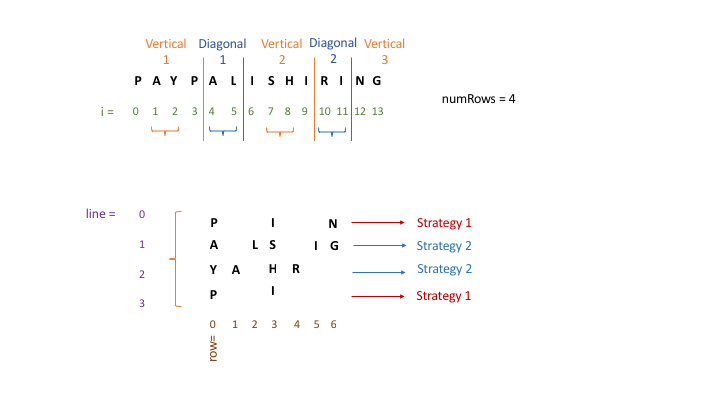 Vertical Diagonal Vertical Diagonal Vertical
1 1 2 2 3
P A Y P A L I S H I R I N G
numRows = 4
i = 0 1 2 3 4 5 6 7 8 9 10 11 12 13
line = 0 P I N Strategy 1
1 A L S I G Strategy 2
2 Y A H R Strategy 2
3 P I Strategy 1
0 1 2 3 4 5 6
row=